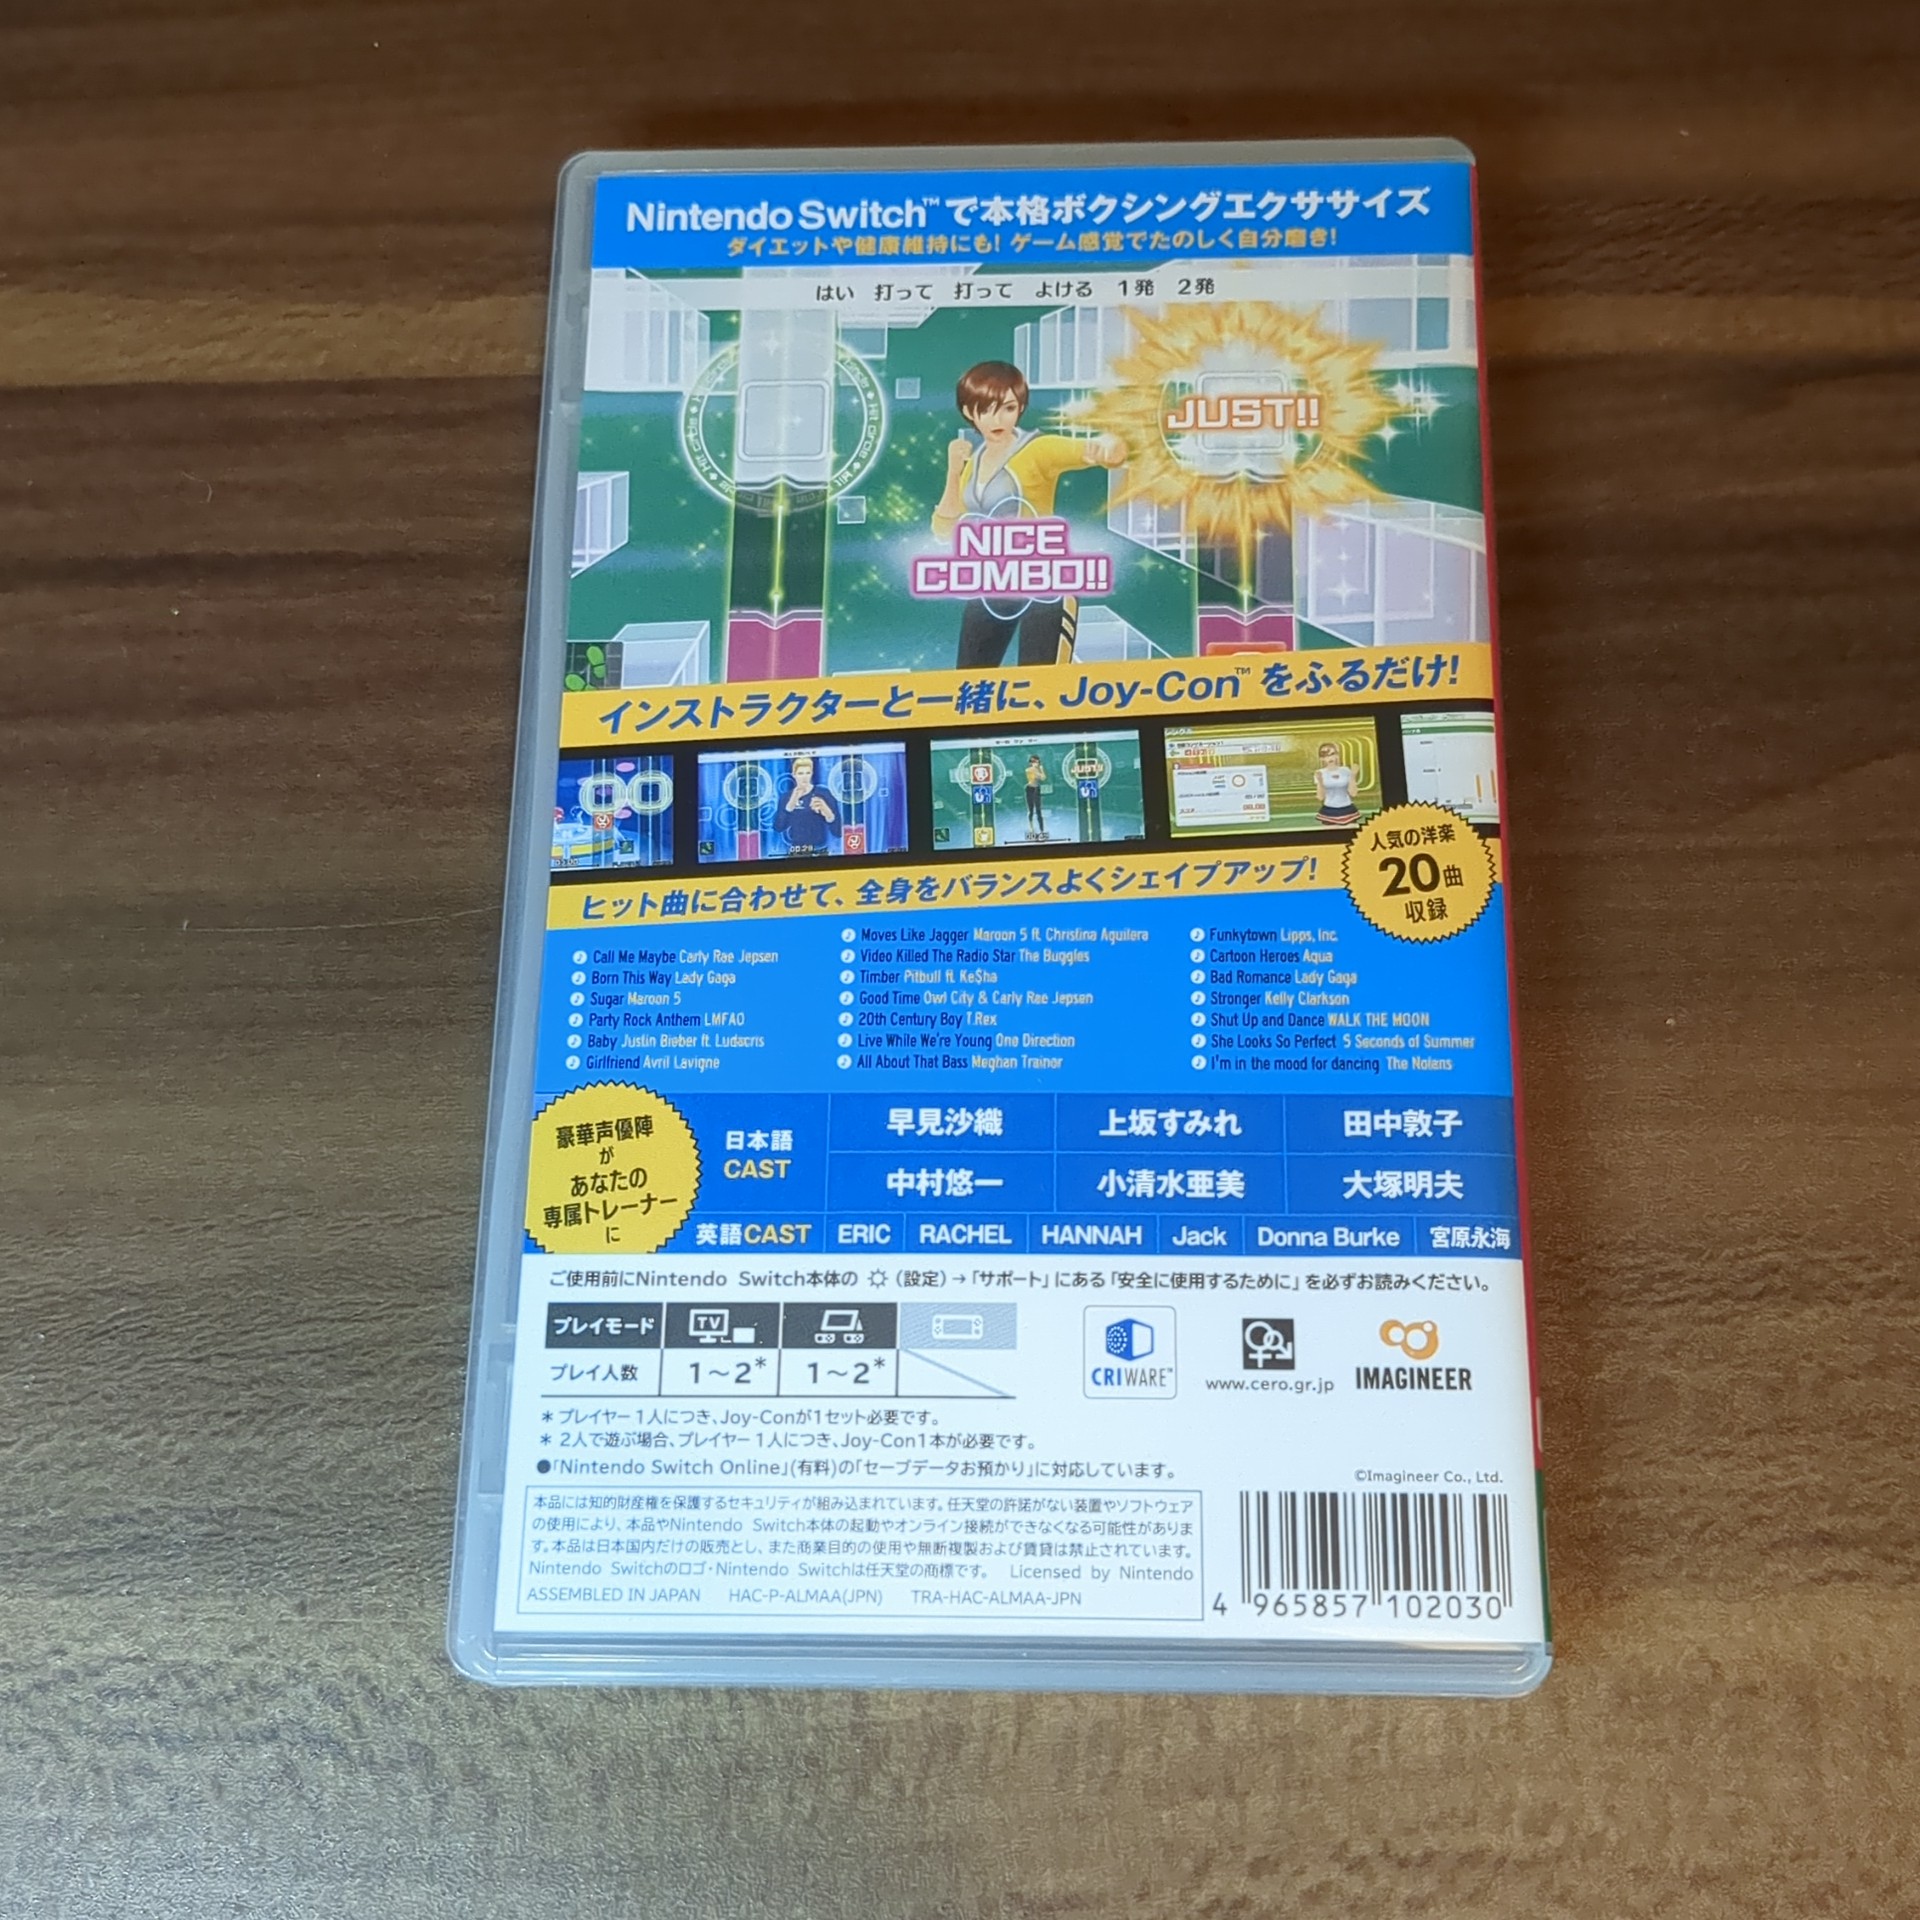 Nintendo Switch™で本格ボクシングエクササイズ
ダイエットや健康維持にも! ゲーム感覚でたのしく自分磨き!
はい 打って 打って よける 1発 2発
JUST!!
NICE
COMBO!!
インストラクターと一緒に、Joy-Con™をふるだけ!
JUST!!
ヒット曲に合わせて、全身をバランスよくシェイプアップ!
人気の洋楽
20曲
収録
Call Me Maybe Carly Rae Jepsen
Born This Way Lady Gaga
Sugar Maroon 5
Party Rock Anthem LMFAO
Baby Justin Bieber ft. Ludacris
Girlfriend Avril Lavigne
Moves Like Jagger Maroon 5 ft. Christina Aguilera
Video Killed The Radio Star The Buggles
Timber Pitbull ft. Ke$ha
Good Time Owl City & Carly Rae Jepsen
20th Century Boy T.Rex
Live While We're Young One Direction
All About That Bass Meghan Trainor
Funkytown Lipps, Inc.
Cartoon Heroes Aqua
Bad Romance Lady Gaga
Stronger Kelly Clarkson
Shut Up and Dance WALK THE MOON
She Looks So Perfect 5 Seconds of Summer
I'm in the mood for dancing The Nolens
豪華声優陣
が
あなたの
専属トレーナー
に
日本語
CAST
早見沙織 上坂すみれ 田中敦子
中村悠一 小清水亜美 大塚明夫
英語CAST ERIC RACHEL HANNAH Jack Donna Burke 宮原永海
ご使用前にNintendo Switch本体の (設定)→「サポート」にある「安全に使用するために」を必ずお読みください。
プレイモード TV
プレイ人数 1〜2* 1〜2*
CRIWARE™
www.cero.gr.jp
IMAGINEER
* プレイヤー1人につき、Joy-Conが1セット必要です。
* 2人で遊ぶ場合、プレイヤー1人につき、Joy-Con1本が必要です。
●「Nintendo Switch Online」(有料)の「セーブデータお預かり」に対応しています。
©Imagineer Co., Ltd.
本品には知的財産権を保護するセキュリティが組み込まれています。任天堂の許諾がない装置やソフトウェア
の使用により、本品やNintendo Switch本体の起動やオンライン接続ができなくなる可能性がありま
す。本品は日本国内だけの販売とし、また商業目的の使用や無断複製および賃貸は禁止されています。
Nintendo Switchのロゴ・Nintendo Switchは任天堂の商標です。 Licensed by Nintendo
ASSEMBLED IN JAPAN HAC-P-ALMAA(JPN) TRA-HAC-ALMAA-JPN
4 965857 102030